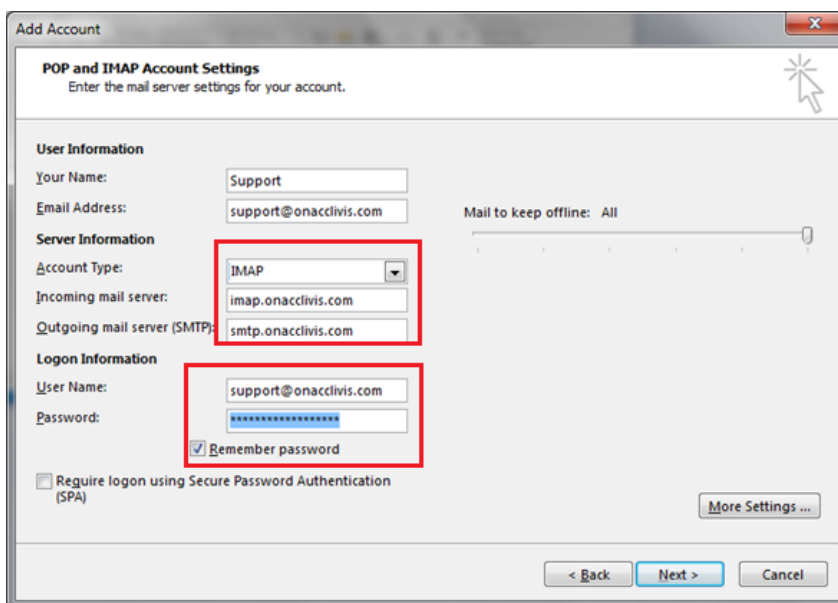 Add Account
POP and IMAP Account Settings
Enter the mail server settings for your account.
User Information
Your Name: Support
Email Address: support@onacclivis.com
Mail to keep offline: All
Server Information
Account Type: IMAP
Incoming mail server: imap.onacclivis.com
Outgoing mail server (SMTP): smtp.onacclivis.com
Logon Information
User Name: support@onacclivis.com
Password: ******************
Remember password
Require logon using Secure Password Authentication
(SPA)
More Settings ...
< Back
Next >
Cancel